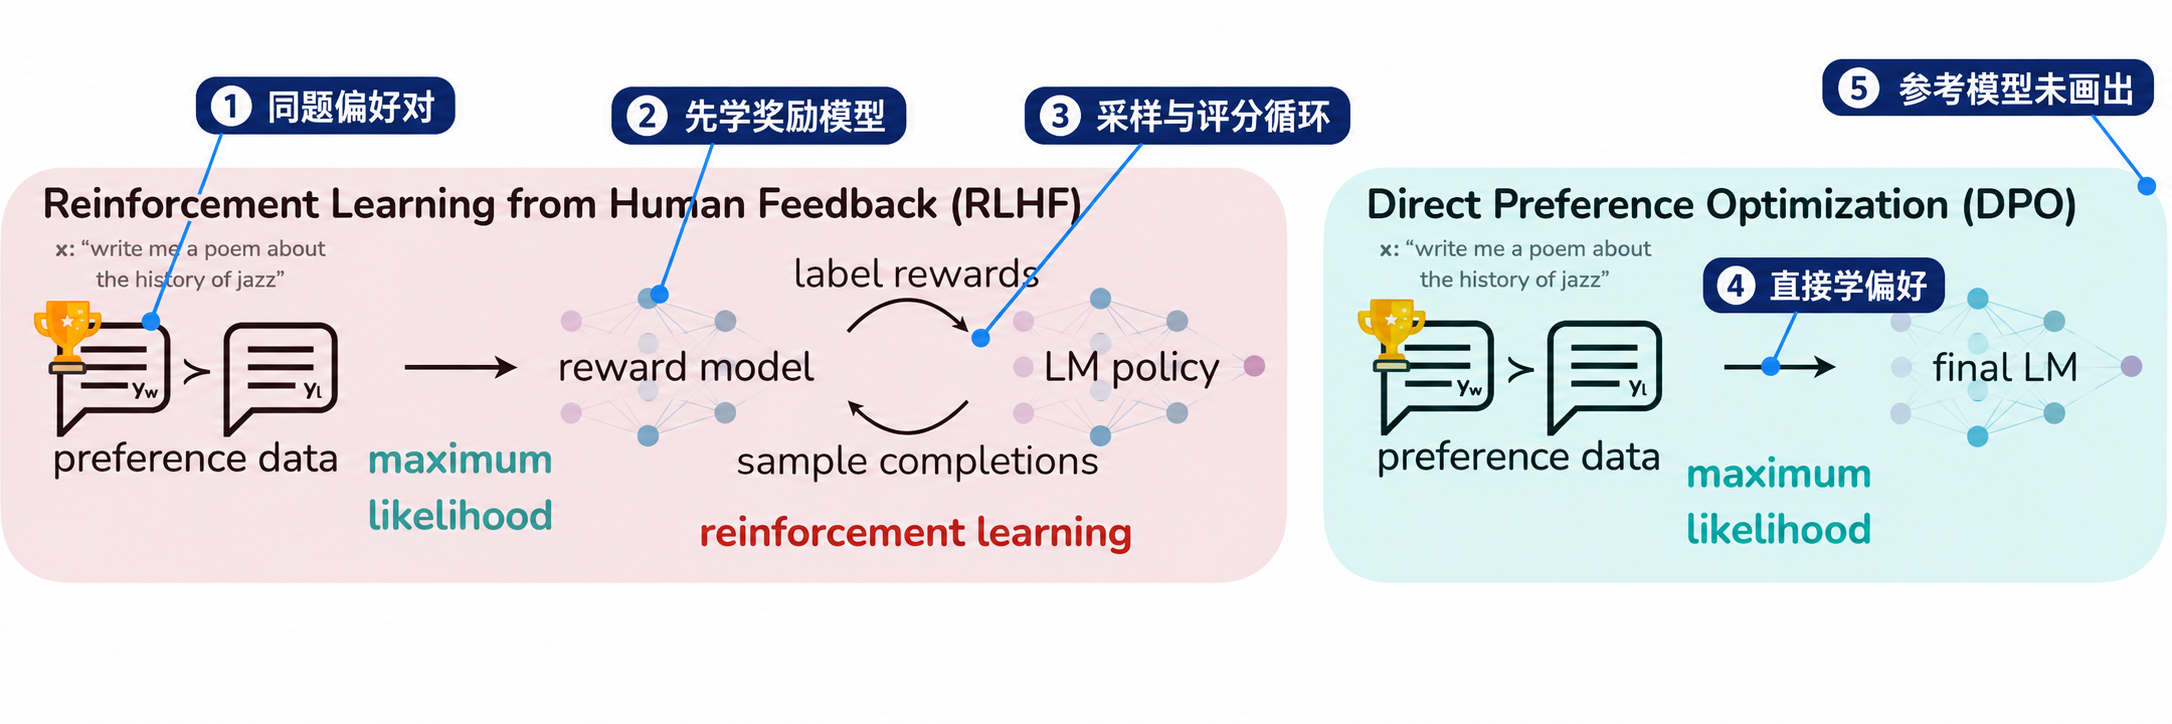 ① 同题偏好对
② 先学奖励模型
③ 采样与评分循环
⑤ 参考模型未画出
Reinforcement Learning from Human Feedback (RLHF)
x: “write me a poem about
the history of jazz”
label rewards
yw
≻
yl
reward model
LM policy
preference data
maximum
likelihood
sample completions
reinforcement learning
Direct Preference Optimization (DPO)
x: “write me a poem about
the history of jazz”
④ 直接学偏好
yw
≻
yl
final LM
preference data
maximum
likelihood